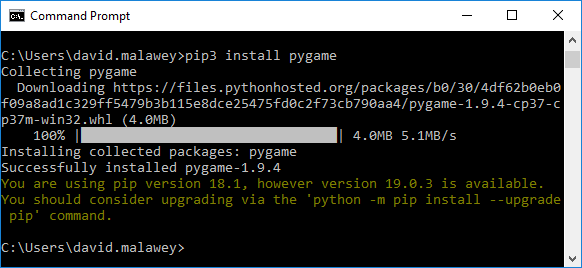 Command Prompt
C:\Users\david.malawey>pip3 install pygame
Collecting pygame
  Downloading https://files.pythonhosted.org/packages/b0/30/4df62b0eb0
f09a8ad1c329ff5479b3b115e8dce25475fd0c2f73cb790aa4/pygame-1.9.4-cp37-c
p37m-win32.whl (4.0MB)
    100% |████████████████████████████████| 4.0MB 5.1MB/s
Installing collected packages: pygame
Successfully installed pygame-1.9.4
You are using pip version 18.1, however version 19.0.3 is available.
You should consider upgrading via the 'python -m pip install --upgrade
 pip' command.
C:\Users\david.malawey>